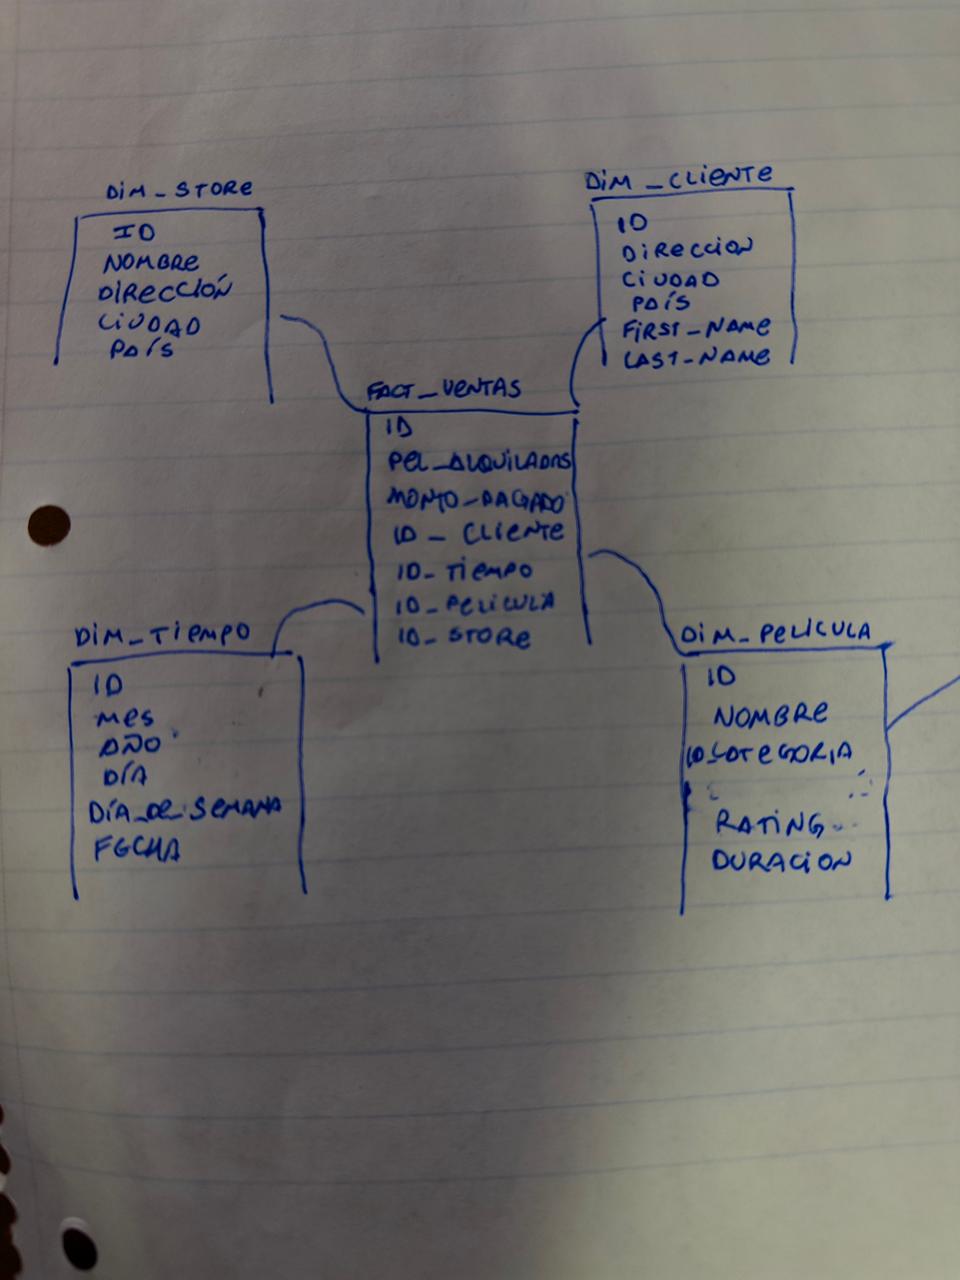 DIM_STORE
ID
NOMBRE
DIRECCIÓN
CIUDAD
PAÍS
DIM_CLIENTE
ID
DIRECCION
CIUDAD
PAÍS
FIRST_NAME
LAST_NAME
FACT_VENTAS
ID
PEL_ALQUILADAS
MONTO_PAGADO
ID_CLIENTE
ID_TIEMPO
ID_PELICULA
ID_STORE
DIM_TIEMPO
ID
MES
AÑO
DÍA
DÍA_DE_SEMANA
FECHA
DIM_PELICULA
ID
NOMBRE
ID_CATEGORIA
RATING
DURACION